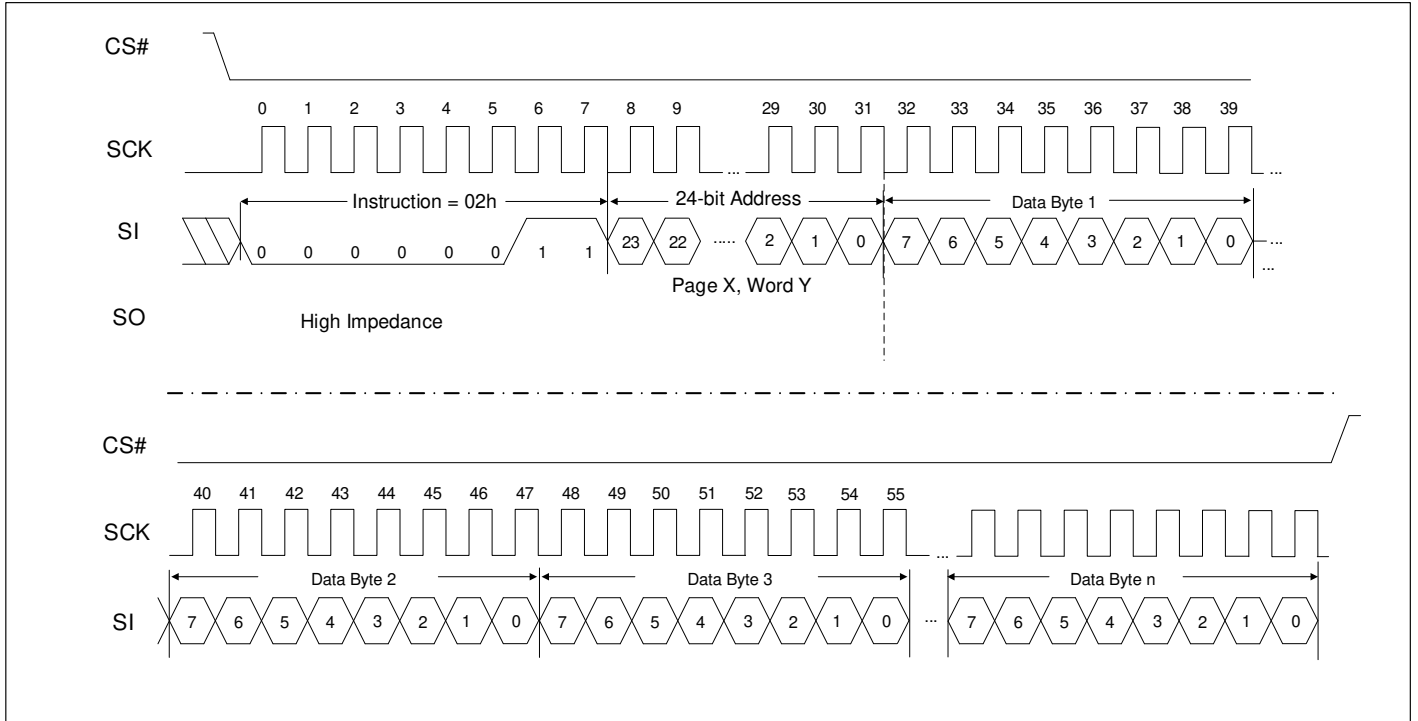 CS#
0 1 2 3 4 5 6 7 8 9 29 30 31 32 33 34 35 36 37 38 39
SCK
... ...
Instruction = 02h 24-bit Address Data Byte 1
SI
0 0 0 0 0 0 1 1 23 22 ..... 2 1 0 7 6 5 4 3 2 1 0 ...
...
Page X, Word Y
SO
High Impedance
CS#
40 41 42 43 44 45 46 47 48 49 50 51 52 53 54 55
SCK
...
Data Byte 2 Data Byte 3 Data Byte n
SI
7 6 5 4 3 2 1 0 7 6 5 4 3 2 1 0 ... 7 6 5 4 3 2 1 0